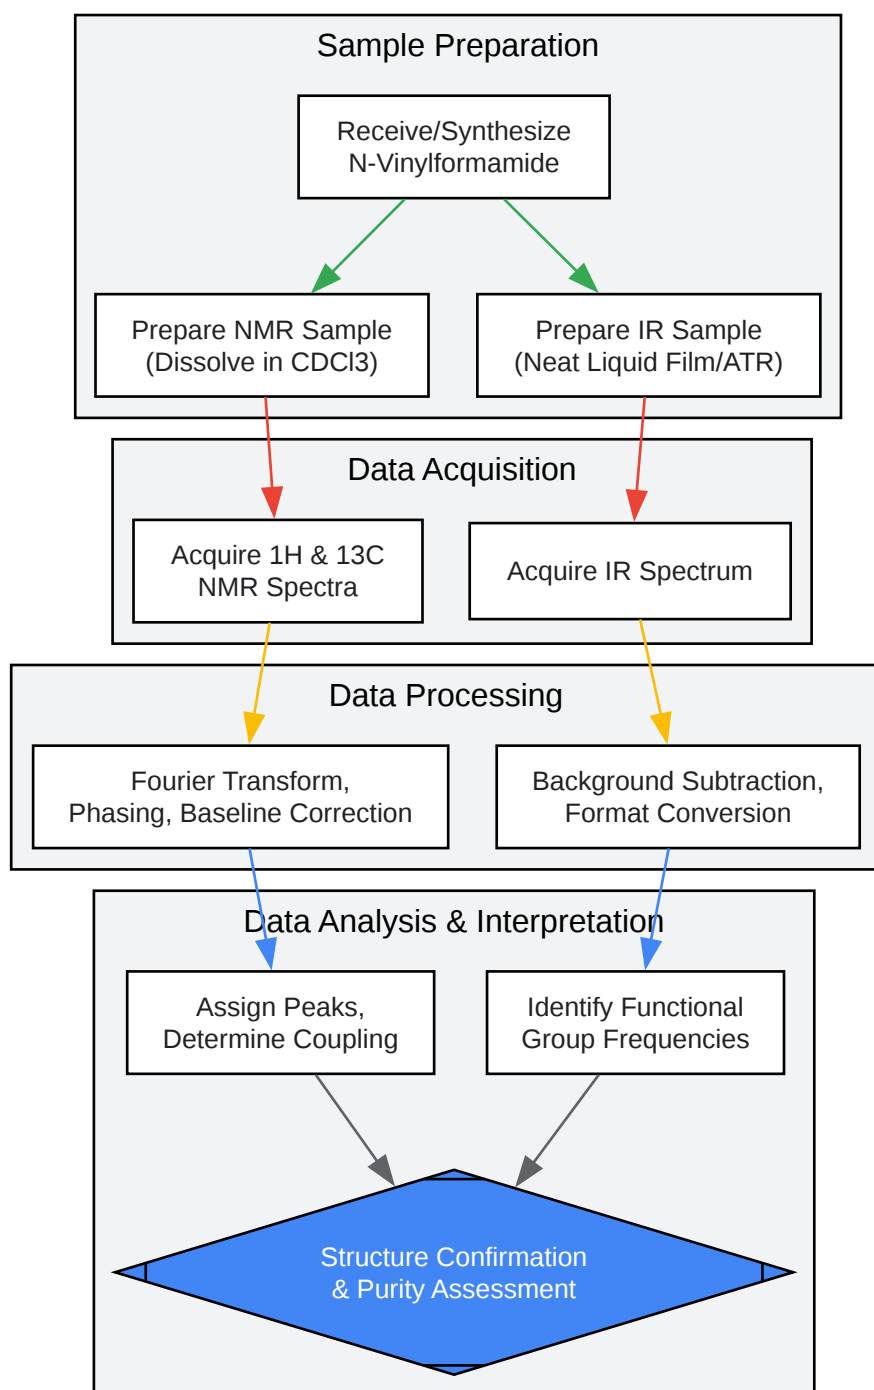 Sample Preparation
Receive/Synthesize
N-Vinylformamide
Prepare NMR Sample
(Dissolve in CDCl3)
Prepare IR Sample
(Neat Liquid Film/ATR)
Data Acquisition
Acquire 1H & 13C
NMR Spectra
Acquire IR Spectrum
Data Processing
Fourier Transform,
Phasing, Baseline Correction
Background Subtraction,
Format Conversion
Data Analysis & Interpretation
Assign Peaks,
Determine Coupling
Identify Functional
Group Frequencies
Structure Confirmation
& Purity Assessment